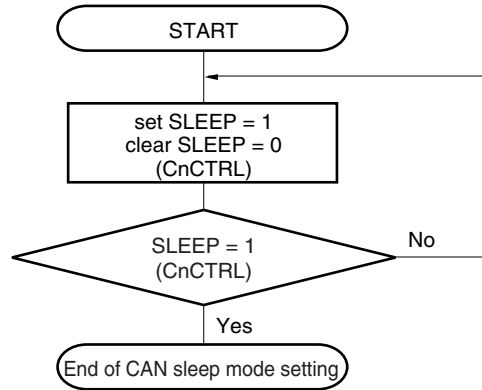 START
set SLEEP = 1
clear SLEEP = 0
(CnCTRL)
SLEEP = 1
(CnCTRL)
No
Yes
End of CAN sleep mode setting